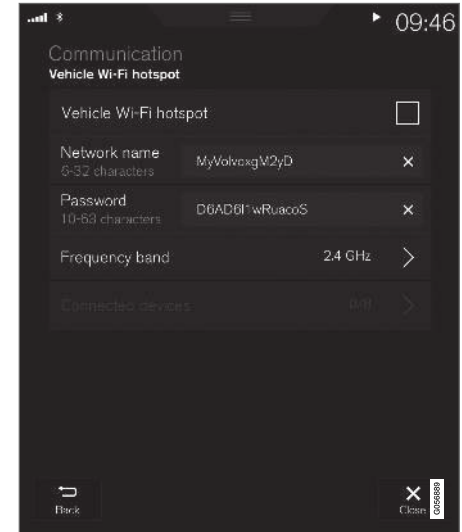 09:46
Communication
Vehicle Wi-Fi hotspot
Vehicle Wi-Fi hotspot
Network name
6-32 characters
MyVolvoxgM2yD
Password
10-63 characters
D6AD6l1wRuacoS
Frequency band
2.4 GHz
Connected devices
0/8
Back
Close
G056889